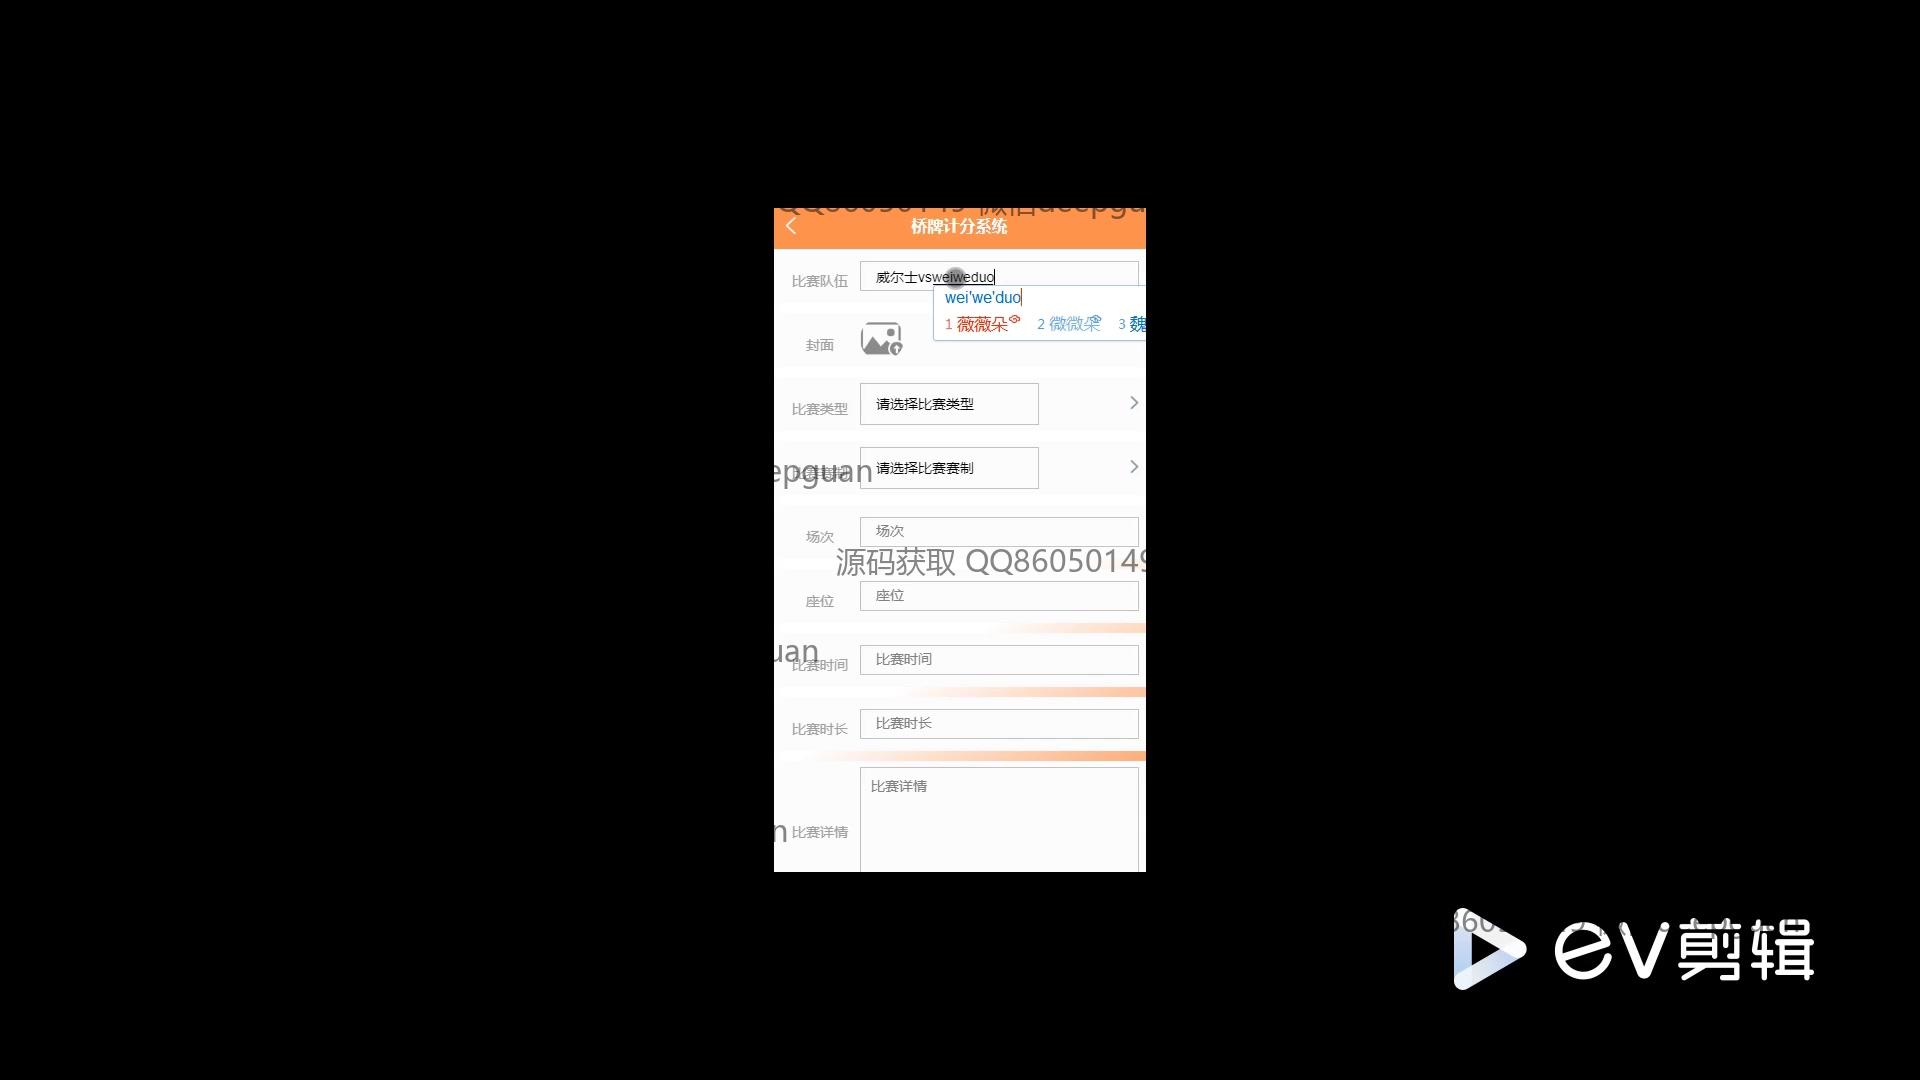 QQ86050149 微信deepgu
桥牌计分系统
比赛队伍
威尔士vsweiweduo
wei'we'duo
1 薇薇朵 2 微微朵 3 魏
封面
比赛类型
请选择比赛类型
请选择比赛赛制
epguan
场次
场次
源码获取 QQ86050149
座位
座位
uan
比赛时间
比赛时间
比赛时长
比赛时长
比赛详情
n 比赛详情
ev剪辑